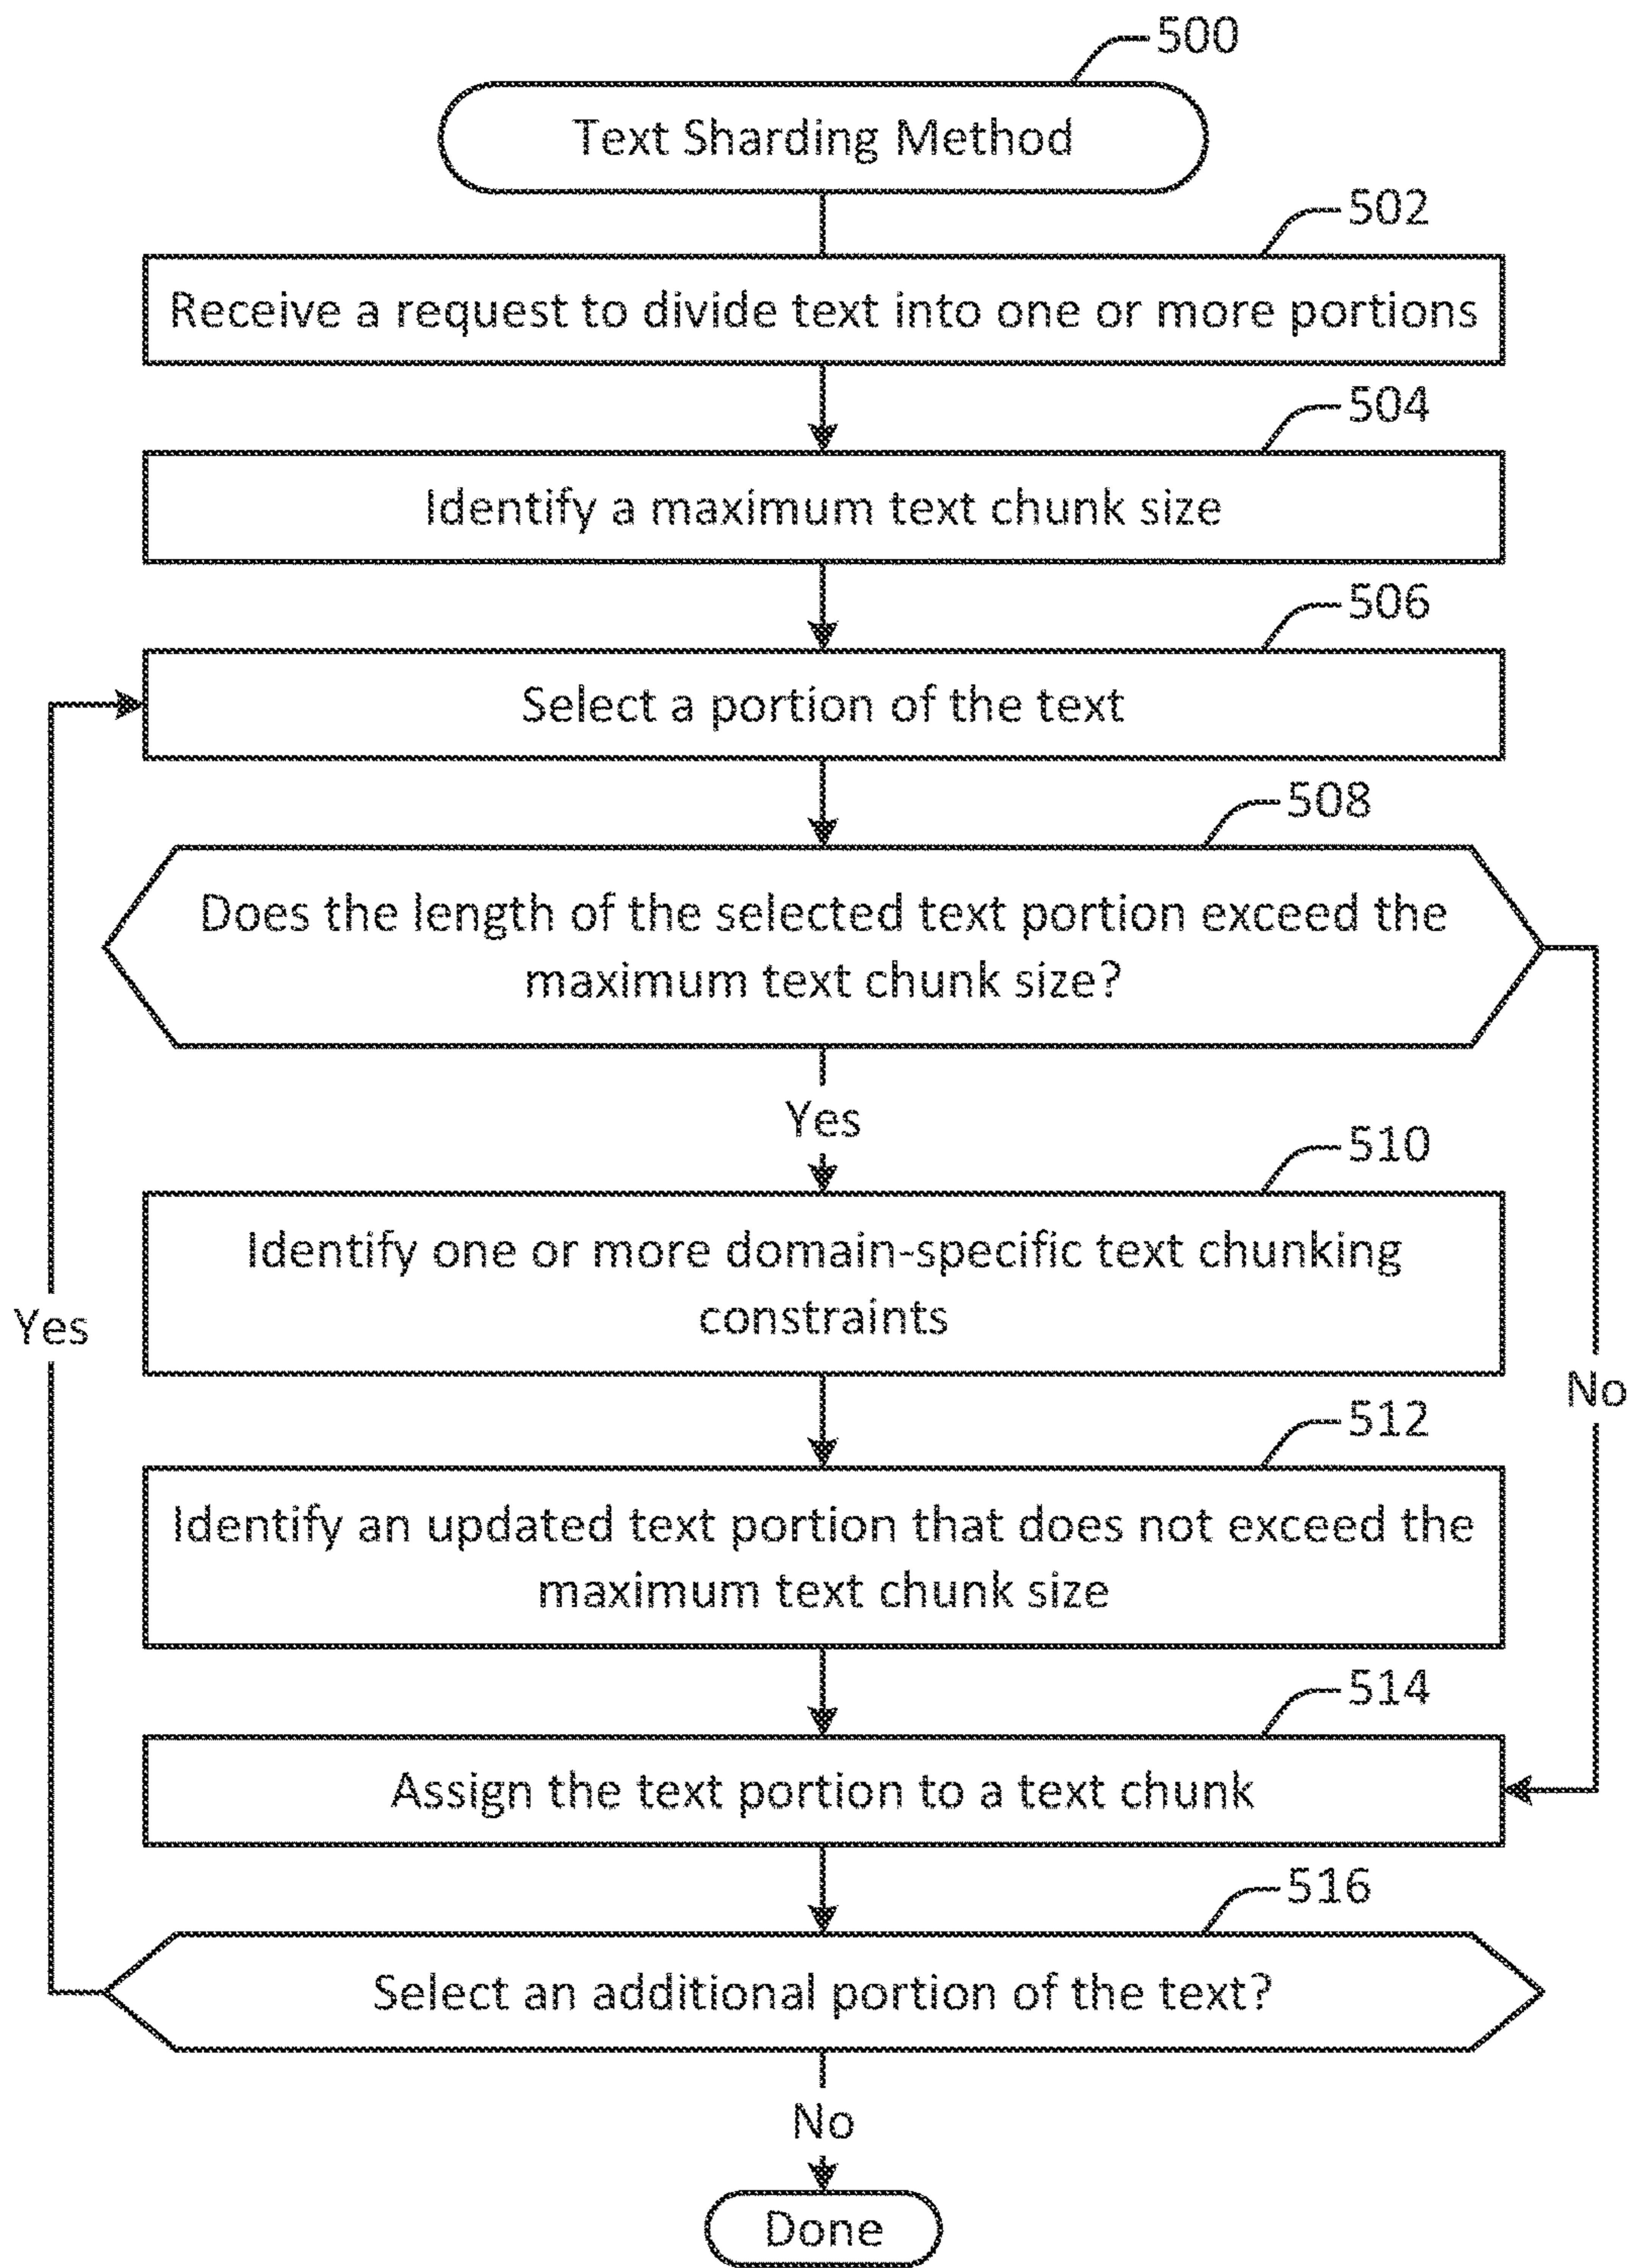 500
Text Sharding Method
502
Receive a request to divide text into one or more portions
504
Identify a maximum text chunk size
506
Select a portion of the text
508
Does the length of the selected text portion exceed the
maximum text chunk size?
Yes
510
Identify one or more domain-specific text chunking
constraints
Yes
No
512
Identify an updated text portion that does not exceed the
maximum text chunk size
514
Assign the text portion to a text chunk
516
Select an additional portion of the text?
No
Done